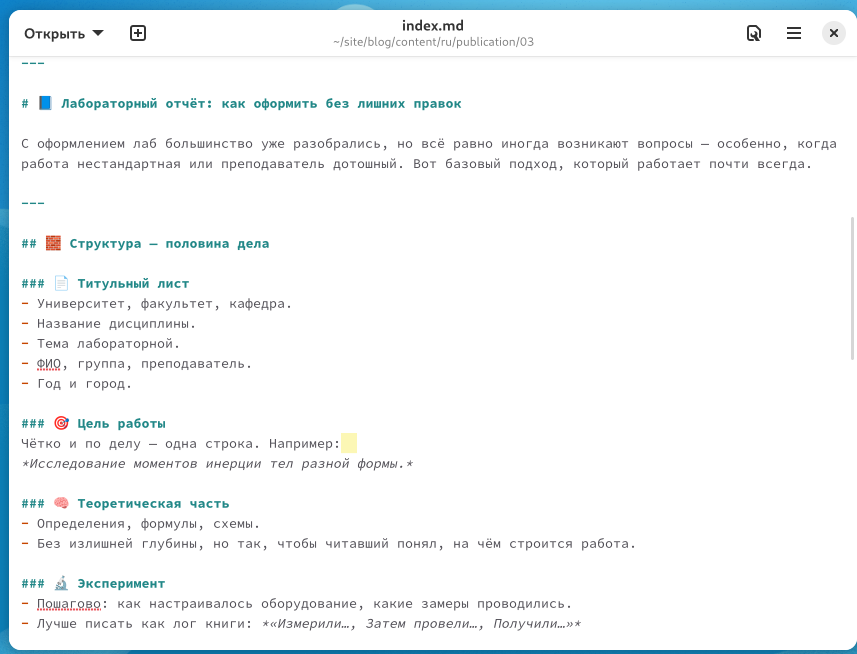 Открыть
index.md
~/site/blog/content/ru/publication/03
---
# 📘 Лабораторный отчёт: как оформить без лишних правок
С оформлением лаб большинство уже разобрались, но всё равно иногда возникают вопросы — особенно, когда
работа нестандартная или преподаватель дотошный. Вот базовый подход, который работает почти всегда.
---
## 🧱 Структура — половина дела
### 📄 Титульный лист
- Университет, факультет, кафедра.
- Название дисциплины.
- Тема лабораторной.
- ФИО, группа, преподаватель.
- Год и город.
### 🎯 Цель работы
Чётко и по делу — одна строка. Например:
*Исследование моментов инерции тел разной формы.*
### 🧠 Теоретическая часть
- Определения, формулы, схемы.
- Без излишней глубины, но так, чтобы читавший понял, на чём строится работа.
### 🔬 Эксперимент
- Пошагово: как настраивалось оборудование, какие замеры проводились.
- Лучше писать как лог книги: *«Измерили…, Затем провели…, Получили…»*